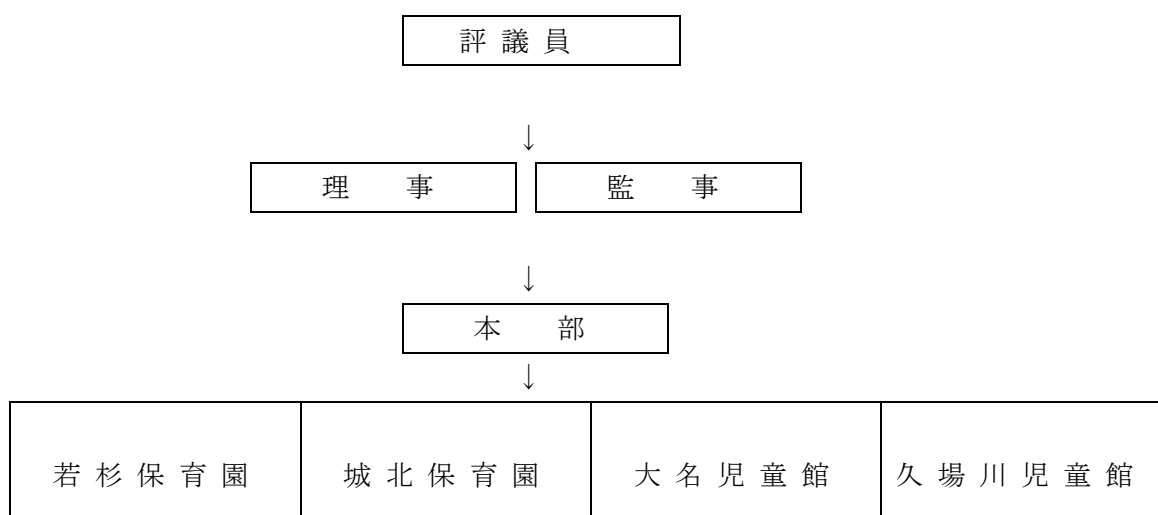 評議員
↓
理 事 監 事
↓
本 部
↓
若杉保育園 城北保育園 大名児童館 久場川児童館